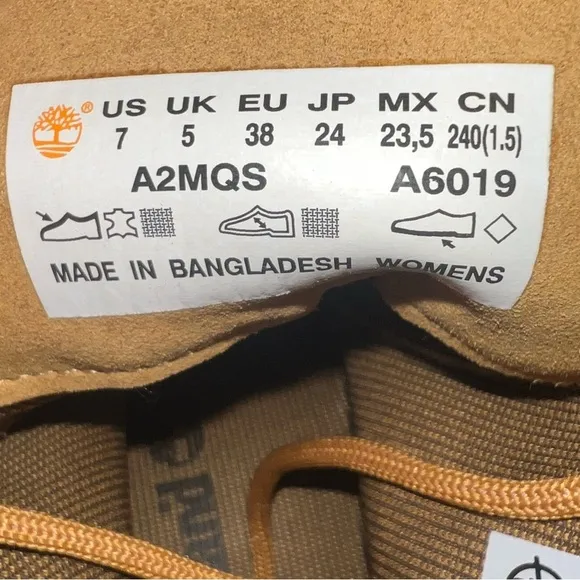 ® US UK EU JP MX CN
7 5 38 24 23,5 240(1.5)
A2MQS A6019
MADE IN BANGLADESH WOMENS